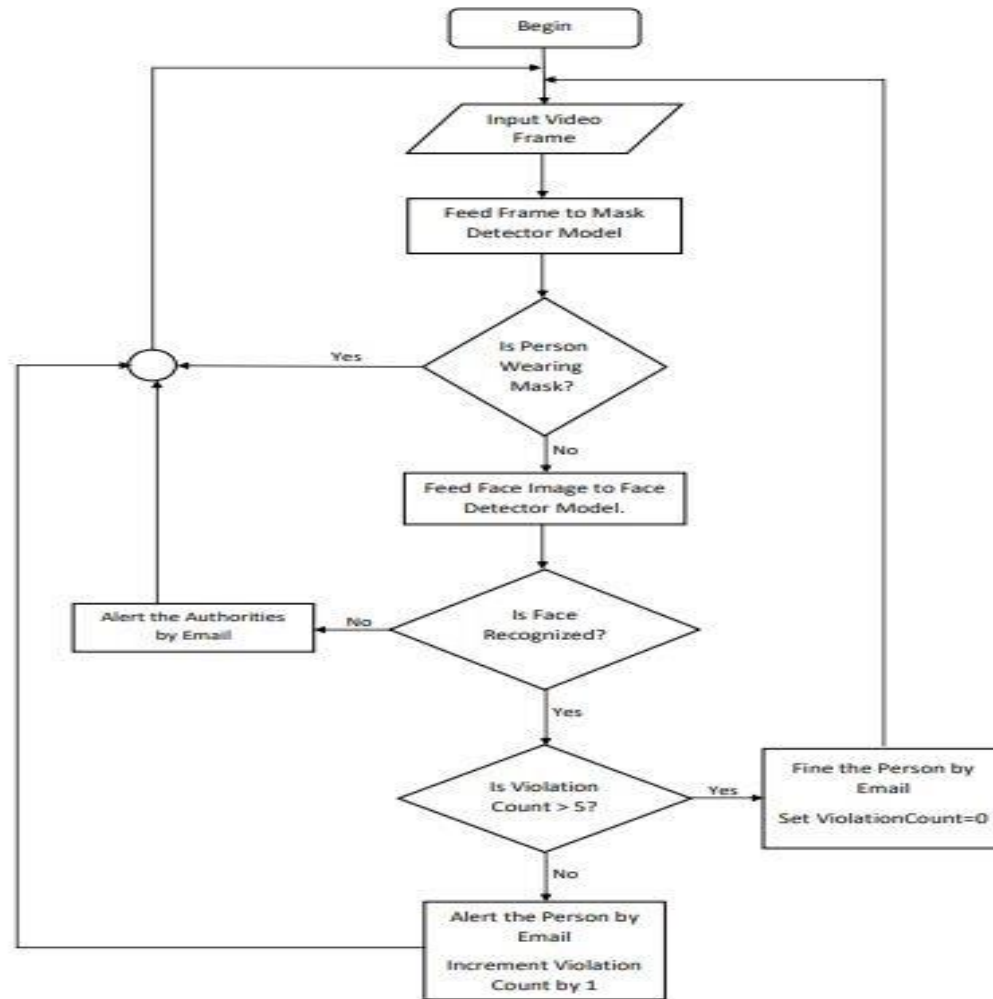 Begin
Input Video
Frame
Feed Frame to Mask
Detector Model
Is Person
Wearing
Mask?
Yes
No
Feed Face Image to Face
Detector Model.
Is Face
Recognized?
No
Alert the Authorities
by Email
Yes
Is Violation
Count > 5?
Yes
Fine the Person by
Email
Set ViolationCount=0
No
Alert the Person by
Email
Increment Violation
Count by 1